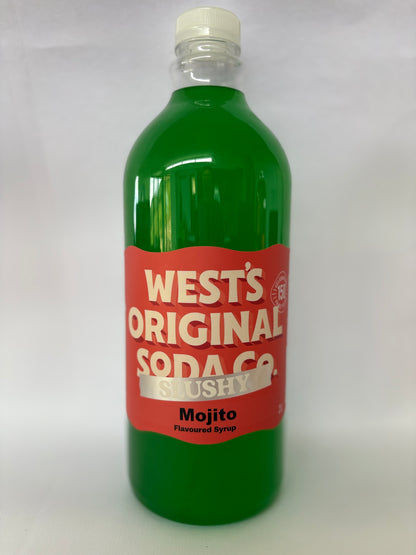 WEST'S
ORIGINAL
SODA CO.
SLUSHY
Mojito
Flavoured Syrup